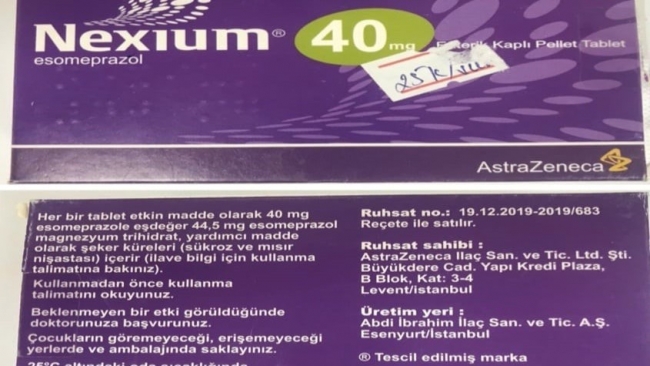 Nexium®
esomeprazol
40 mg
Enterik Kaplı Pellet Tablet
25k/
AstraZeneca
Her bir tablet etkin madde olarak 40 mg
esomeprazole eşdeğer 44,5 mg esomeprazol
magnezyum trihidrat, yardımcı madde
olarak şeker küreleri (sükroz ve mısır
nişastası) içerir (ilave bilgi için kullanma
talimatına bakınız).
Kullanmadan önce kullanma
talimatını okuyunuz.
Beklenmeyen bir etki görüldüğünde
doktorunuza başvurunuz.
Çocukların göremeyeceği, erişemeyeceği
yerlerde ve ambalajında saklayınız.
25°C altındaki oda sıcaklığında
Ruhsat no.: 19.12.2019-2019/683
Reçete ile satılır.
Ruhsat sahibi :
AstraZeneca İlaç San. ve Tic. Ltd. Şti.
Büyükdere Cad. Yapı Kredi Plaza,
B Blok, Kat: 3-4
Levent/İstanbul
Üretim yeri :
Abdi İbrahim İlaç San. ve Tic. A.Ş.
Esenyurt/İstanbul
® Tescil edilmiş marka